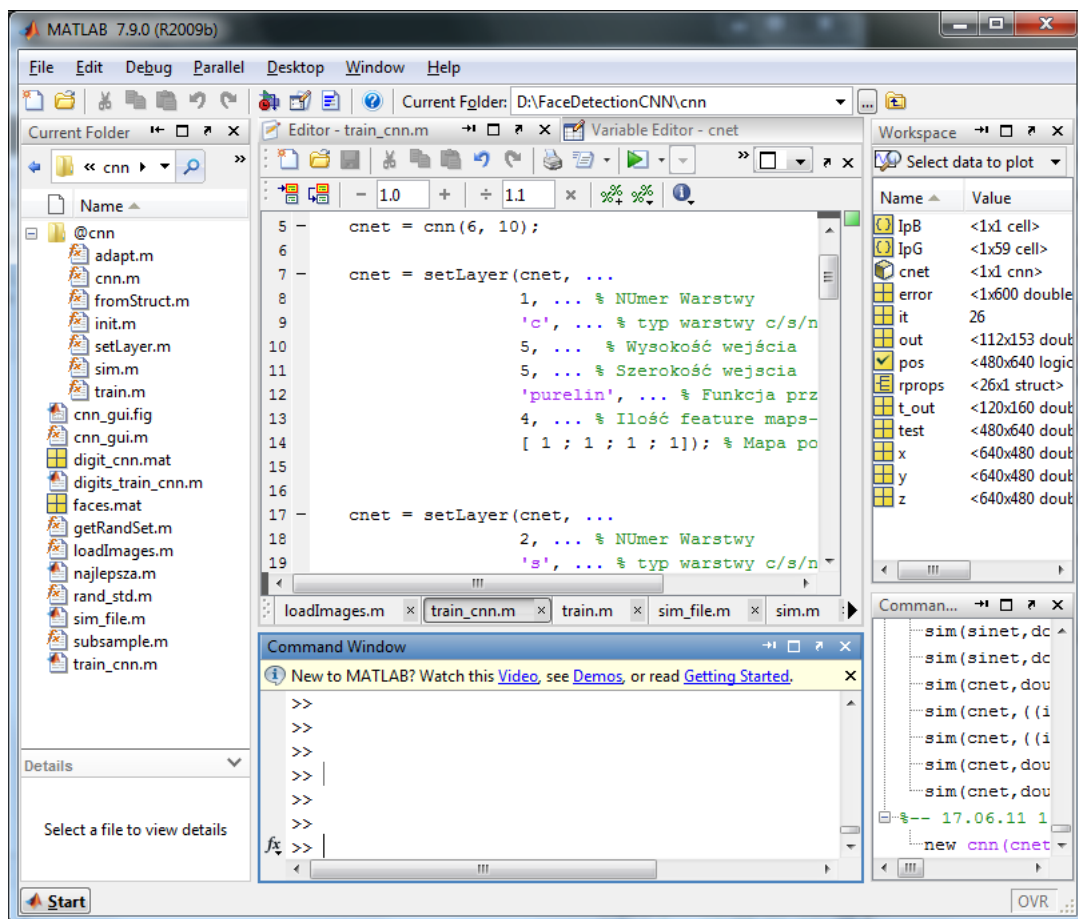 MATLAB 7.9.0 (R2009b)
File Edit Debug Parallel Desktop Window Help
Current Folder: D:\FaceDetectionCNN\cnn
Current Folder
« cnn
Name
@cnn
adapt.m
cnn.m
fromStruct.m
init.m
setLayer.m
sim.m
train.m
cnn_gui.fig
cnn_gui.m
digit_cnn.mat
digits_train_cnn.m
faces.mat
getRandSet.m
loadImages.m
najlepsza.m
rand_std.m
sim_file.m
subsample.m
train_cnn.m
Details
Select a file to view details
Editor - train_cnn.m Variable Editor - cnet
− 1.0 + ÷ 1.1 ×
5 − cnet = cnn(6, 10);
6
7 − cnet = setLayer(cnet, ...
8 1, ... % NUmer Warstwy
9 'c', ... % typ warstwy c/s/n
10 5, ... % Wysokość wejścia
11 5, ... % Szerokość wejscia
12 'purelin', ... % Funkcja prz
13 4, ... % Ilość feature maps-
14 [ 1 ; 1 ; 1 ; 1]); % Mapa po
15
16
17 − cnet = setLayer(cnet, ...
18 2, ... % NUmer Warstwy
19 's', ... % typ warstwy c/s/n
loadImages.m × train_cnn.m × train.m × sim_file.m × sim.m
Command Window
New to MATLAB? Watch this Video, see Demos, or read Getting Started.
>>
>>
>>
>>
>>
>>
fx >>
Workspace
Select data to plot
Name Value
IpB <1x1 cell>
IpG <1x59 cell>
cnet <1x1 cnn>
error <1x600 double
it 26
out <112x153 doub
pos <480x640 logic
rprops <26x1 struct>
t_out <120x160 doub
test <480x640 doub
x <640x480 doub
y <640x480 doub
z <640x480 doub
Comman...
sim(sinet,dc
sim(sinet,dc
sim(cnet,dou
sim(cnet,((i
sim(cnet,((i
sim(cnet,dou
sim(cnet,dou
%-- 17.06.11 1
new cnn(cnet
Start
OVR